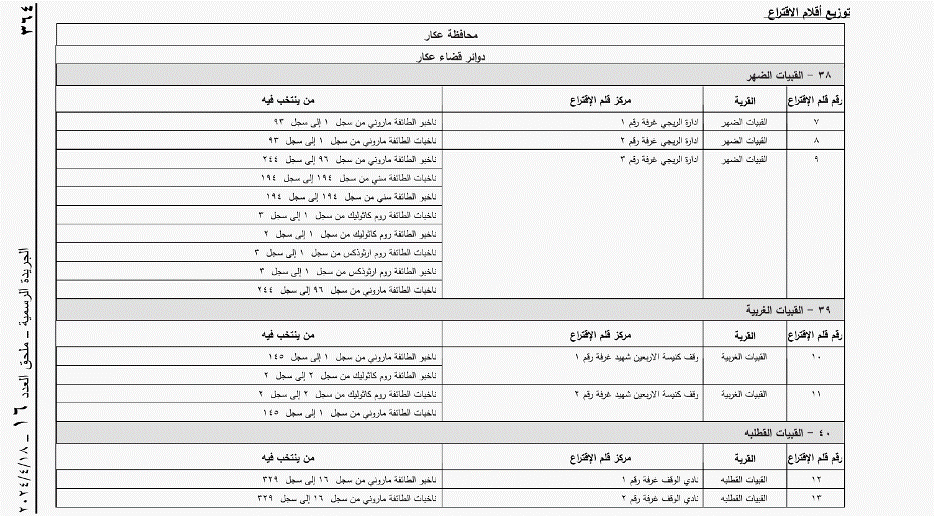 توزيع أقلام الاقتراع
محافظة عكار
دوائر قضاء عكار
٣٨ - القبيات الضهر
رقم قلم الإقتراع القرية مركز قلم الإقتراع من ينتخب فيه
٧ القبيات الضهر ادارة الريجي غرفة رقم ١ ناخبو الطائفة ماروني من سجل ١ إلى سجل ٩٣
٨ القبيات الضهر ادارة الريجي غرفة رقم ٢ ناخبات الطائفة ماروني من سجل ١ إلى سجل ٩٣
٩ القبيات الضهر ادارة الريجي غرفة رقم ٣ ناخبو الطائفة ماروني من سجل ٩٦ إلى سجل ٢٤٤
ناخبات الطائفة سني من سجل ١٩٤ إلى سجل ١٩٤
ناخبو الطائفة سني من سجل ١٩٤ إلى سجل ١٩٤
ناخبات الطائفة روم كاثوليك من سجل ١ إلى سجل ٣
ناخبو الطائفة روم كاثوليك من سجل ١ إلى سجل ٢
ناخبات الطائفة روم ارثوذكس من سجل ١ إلى سجل ٣
ناخبو الطائفة روم ارثوذكس من سجل ١ إلى سجل ٣
ناخبات الطائفة ماروني من سجل ٩٦ إلى سجل ٢٤٤
٣٩ - القبيات الغربية
رقم قلم الإقتراع القرية مركز قلم الإقتراع من ينتخب فيه
١٠ القبيات الغربية وقف كنيسة الاربعين شهيد غرفة رقم ١ ناخبو الطائفة ماروني من سجل ١ إلى سجل ١٤٥
ناخبو الطائفة روم كاثوليك من سجل ٢ إلى سجل ٢
١١ القبيات الغربية وقف كنيسة الاربعين شهيد غرفة رقم ٢ ناخبات الطائفة روم كاثوليك من سجل ٢ إلى سجل ٢
ناخبات الطائفة ماروني من سجل ١ إلى سجل ١٤٥
٤٠ - القبيات القطلبه
رقم قلم الإقتراع القرية مركز قلم الإقتراع من ينتخب فيه
١٢ القبيات القطلبه نادي الوقف غرفة رقم ١ ناخبو الطائفة ماروني من سجل ١٦ إلى سجل ٣٢٩
١٣ القبيات القطلبه نادي الوقف غرفة رقم ٢ ناخبات الطائفة ماروني من سجل ١٦ إلى سجل ٣٢٩
٣٦٤
الجريدة الرسمية ـ ملحق العدد ١٦ ـ ٢٠٢٤/٤/١٨